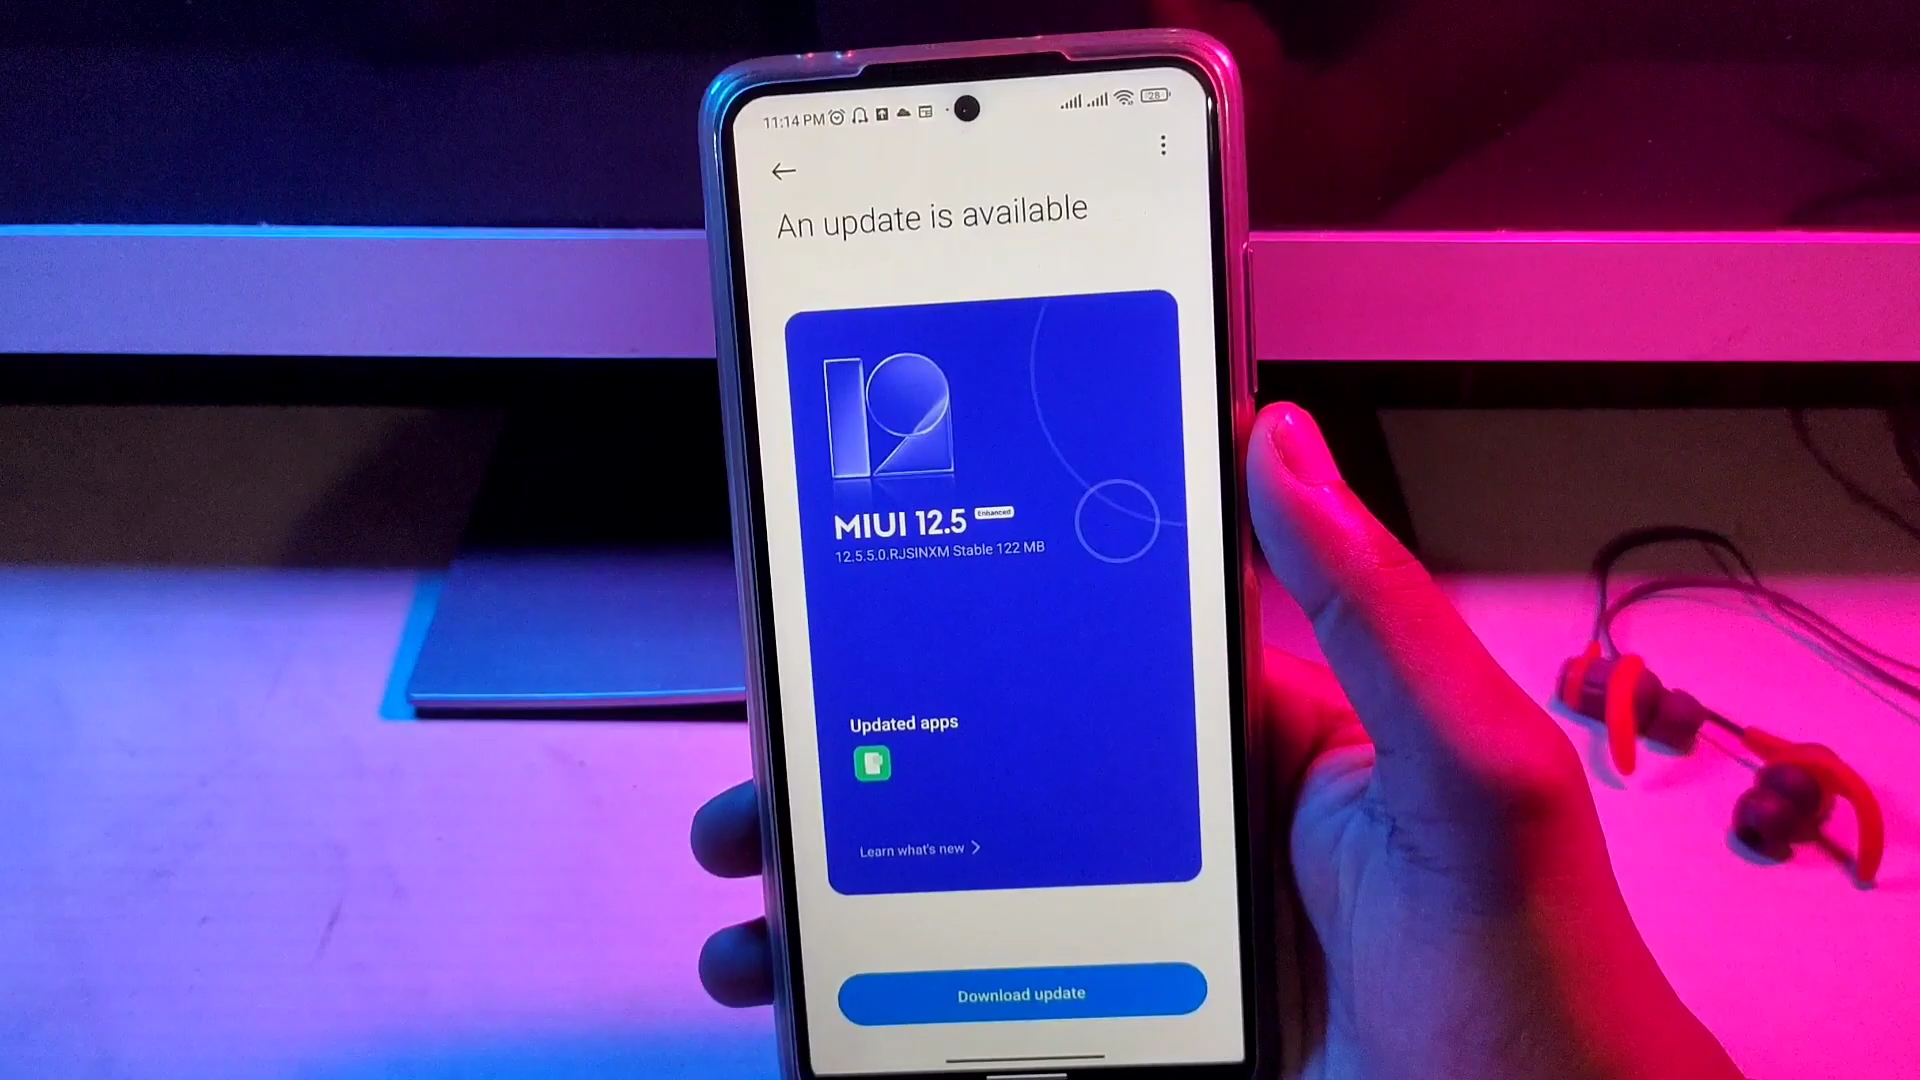 11:14 PM
28
An update is available
12
MIUI 12.5 Enhanced
12.5.5.0.RJSINXM Stable 122 MB
Updated apps
Learn what's new
Download update